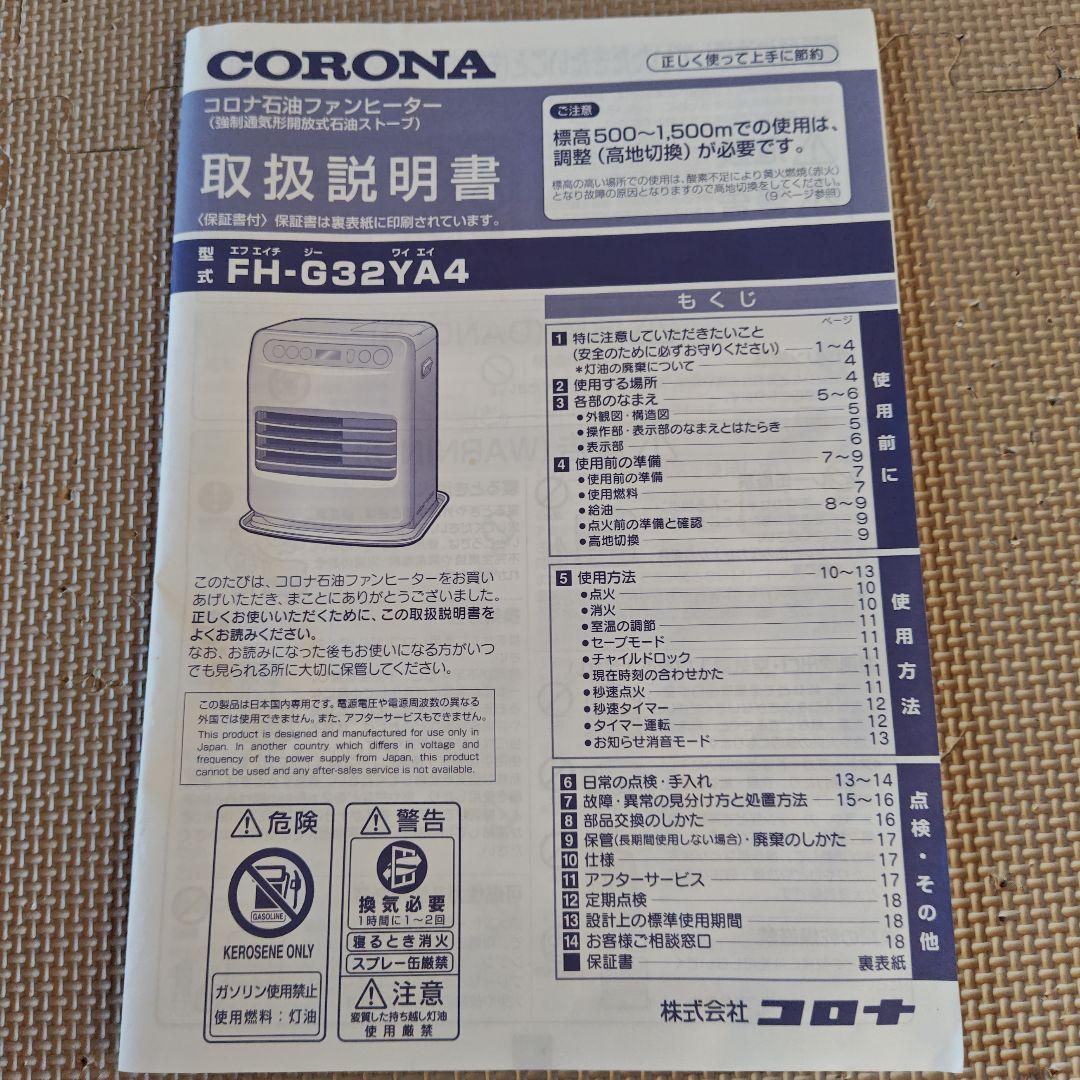 CORONA
正しく使って上手に節約
コロナ石油ファンヒーター
（強制通気形開放式石油ストーブ）
取扱説明書
〈保証書付〉保証書は裏表紙に印刷されています。
ご注意
標高500～1,500mでの使用は、
調整（高地切換）が必要です。
標高の高い場所での使用は、酸素不足により黄火燃焼（赤火）
となり故障の原因となりますので高地切換をしてください。
（9ページ参照）
型式
エフ エイチ ジー ワイ エイ
FH-G32YA4
もくじ
ページ
1 特に注意していただきたいこと
（安全のために必ずお守りください） 1～4
＊灯油の廃棄について 4
2 使用する場所 4
3 各部のなまえ 5～6
●外観図・構造図 5
●操作部・表示部のなまえとはたらき 5
●表示部 6
4 使用前の準備 7～9
●使用前の準備 7
●使用燃料 7
●給油 8～9
●点火前の準備と確認 9
●高地切換 9
使用前に
5 使用方法 10～13
●点火 10
●消火 10
●室温の調節 11
●セーブモード 11
●チャイルドロック 11
●現在時刻の合わせかた 11
●秒速点火 11
●秒速タイマー 12
●タイマー運転 12
●お知らせ消音モード 13
使用方法
6 日常の点検・手入れ 13～14
7 故障・異常の見分け方と処置方法 15～16
8 部品交換のしかた 16
9 保管（長期間使用しない場合）・廃棄のしかた 17
10 仕様 17
11 アフターサービス 17
12 定期点検 18
13 設計上の標準使用期間 18
14 お客様ご相談窓口 18
■ 保証書 裏表紙
点検・その他
このたびは、コロナ石油ファンヒーターをお買い
あげいただき、まことにありがとうございました。
正しくお使いいただくために、この取扱説明書を
よくお読みください。
なお、お読みになった後もお使いになる方がいつ
でも見られる所に大切に保管してください。
この製品は日本国内専用です。電源電圧や電源周波数の異なる
外国では使用できません。また、アフターサービスもできません。
This product is designed and manufactured for use only in
Japan. In another country which differs in voltage and
frequency of the power supply from Japan, this product
cannot be used and any after-sales service is not available.
危険
GASOLINE
KEROSENE ONLY
ガソリン使用禁止
使用燃料：灯油
警告
換気必要
1時間に1～2回
寝るとき消火
スプレー缶厳禁
注意
変質した持ち越し灯油
使用厳禁
株式会社 コロナ